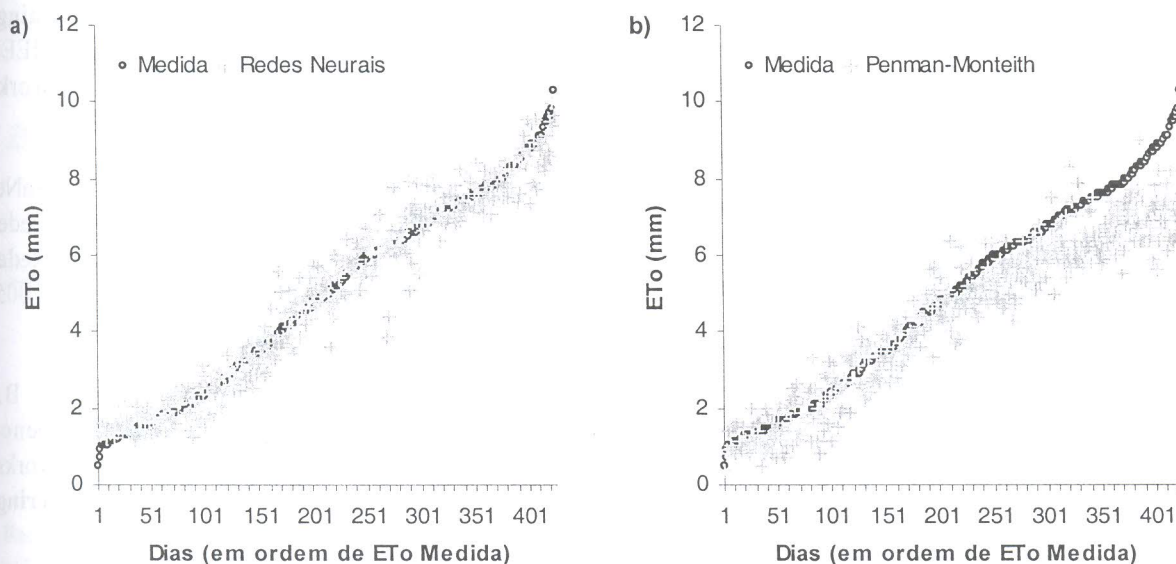 a)
12
10
8
6
4
2
0
ETo (mm)
Medida
Redes Neurais
1 51 101 151 201 251 301 351 401
Dias (em ordem de ETo Medida)
b)
12
10
8
6
4
2
0
ETo (mm)
Medida
Penman-Monteith
1 51 101 151 201 251 301 351 401
Dias (em ordem de ETo Medida)